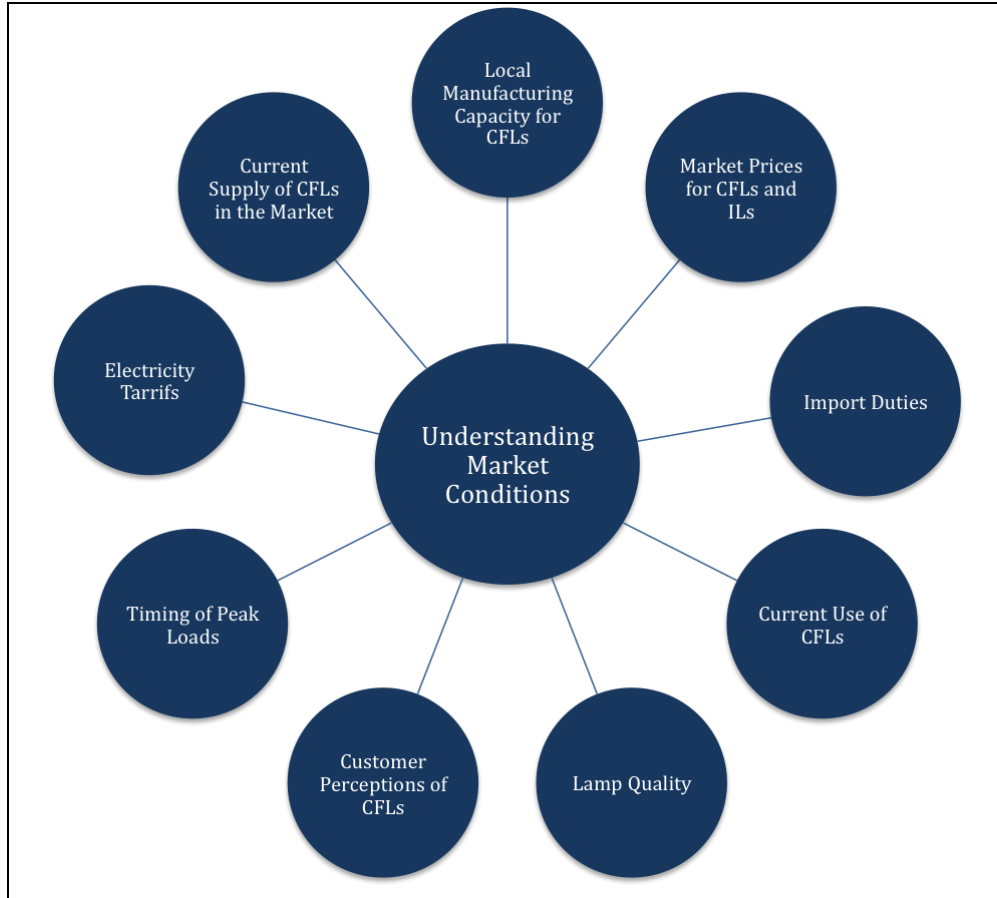 Local
Manufacturing
Capacity for
CFLs
Market Prices
for CFLs and
ILs
Import Duties
Current Use of
CFLs
Lamp Quality
Customer
Perceptions of
CFLs
Timing of Peak
Loads
Electricity
Tarrifs
Current
Supply of CFLs
in the Market
Understanding
Market
Conditions